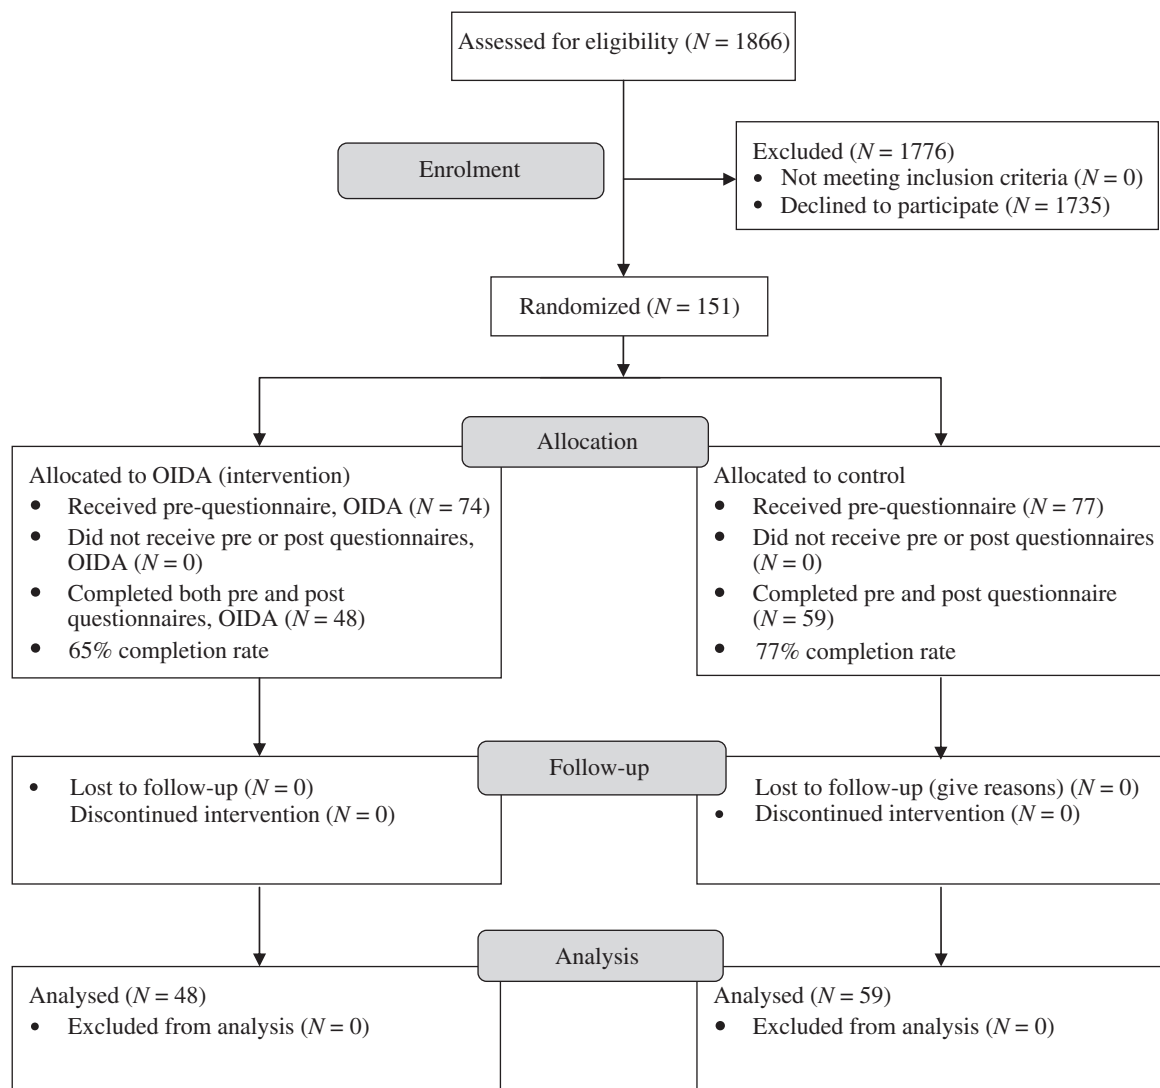 Assessed for eligibility (N = 1866)
Enrolment
Excluded (N = 1776)
• Not meeting inclusion criteria (N = 0)
• Declined to participate (N = 1735)
Randomized (N = 151)
Allocation
Allocated to OIDA (intervention)
• Received pre-questionnaire, OIDA (N = 74)
• Did not receive pre or post questionnaires,
OIDA (N = 0)
• Completed both pre and post
questionnaires, OIDA (N = 48)
• 65% completion rate
Allocated to control
• Received pre-questionnaire (N = 77)
• Did not receive pre or post questionnaires
(N = 0)
• Completed pre and post questionnaire
(N = 59)
• 77% completion rate
Follow-up
• Lost to follow-up (N = 0)
Discontinued intervention (N = 0)
Lost to follow-up (give reasons) (N = 0)
• Discontinued intervention (N = 0)
Analysis
Analysed (N = 48)
• Excluded from analysis (N = 0)
Analysed (N = 59)
• Excluded from analysis (N = 0)